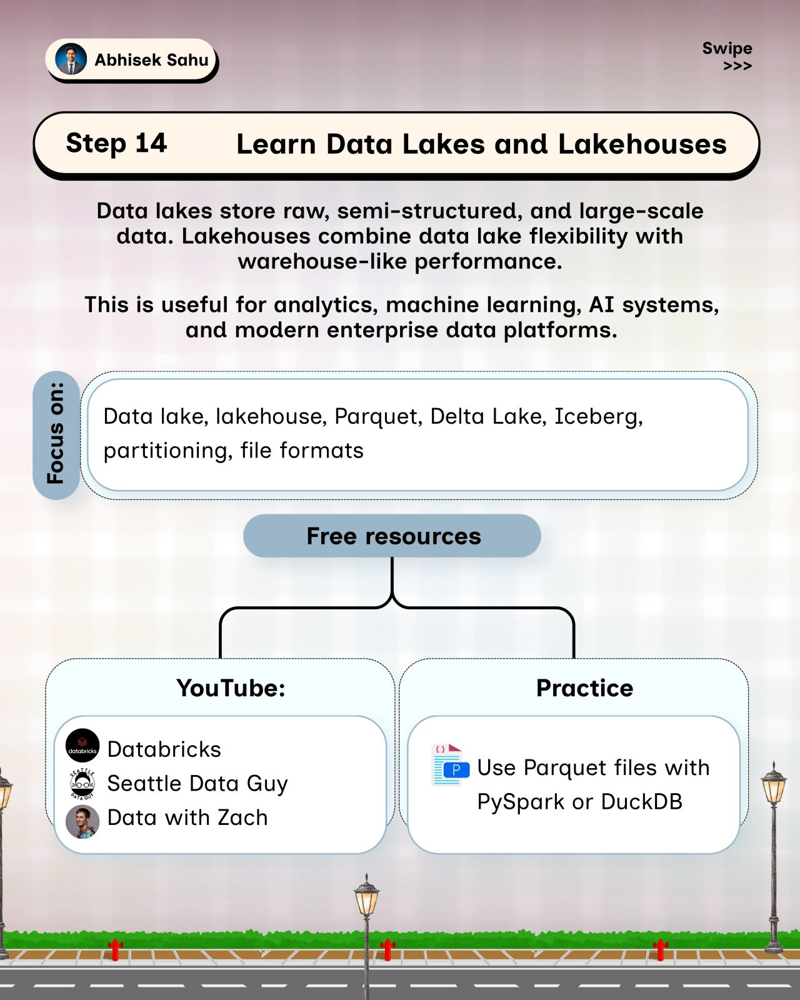 Abhisek Sahu
Swipe
>>>
Step 14
Learn Data Lakes and Lakehouses
Data lakes store raw, semi-structured, and large-scale
data. Lakehouses combine data lake flexibility with
warehouse-like performance.
This is useful for analytics, machine learning, AI systems,
and modern enterprise data platforms.
Focus on:
Data lake, lakehouse, Parquet, Delta Lake, Iceberg,
partitioning, file formats
Free resources
YouTube:
databricks
Databricks
SEATTLE
DATA GUY
Seattle Data Guy
Data with Zach
Practice
{ }
P
Use Parquet files with
PySpark or DuckDB